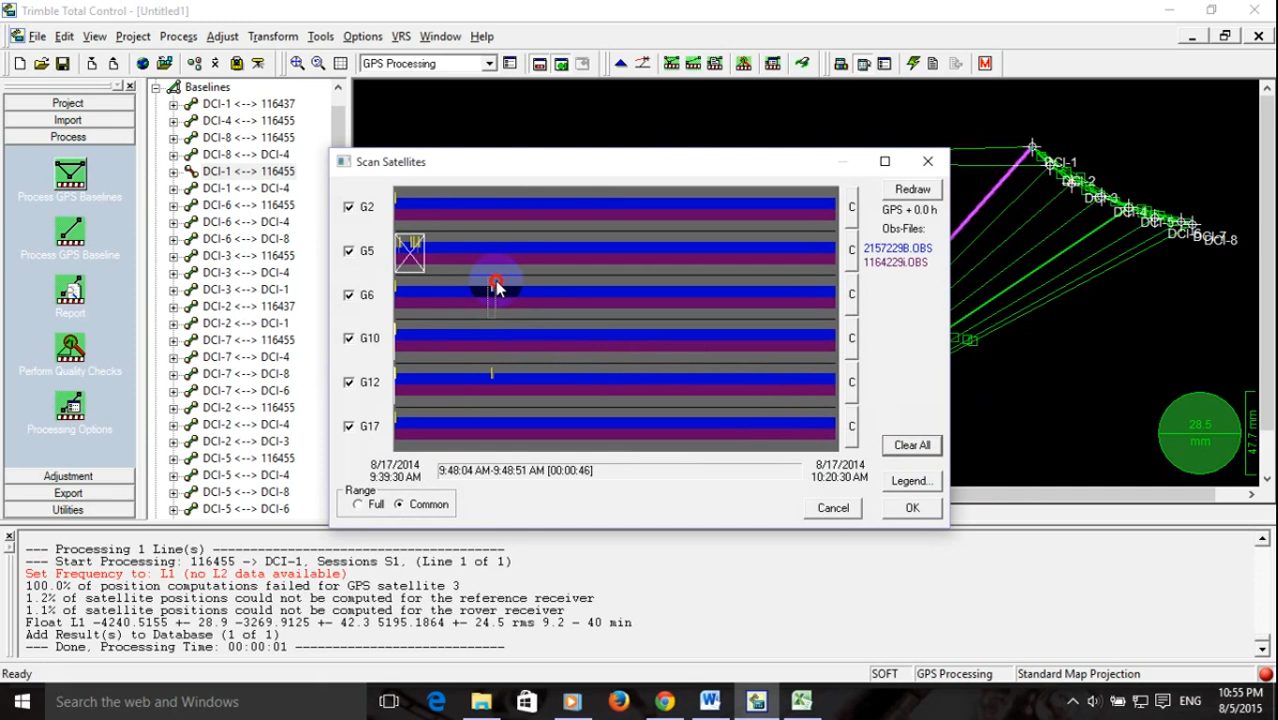 Trimble Total Control - [Untitled1]
File Edit View Project Process Adjust Transform Tools Options VRS Window Help
GPS Processing
Project
Import
Process
Process GPS Baselines
Process GPS Baseline
Report
Perform Quality Checks
Processing Options
Adjustment
Export
Utilities
Baselines
DCI-1 <--> 116437
DCI-4 <--> 116455
DCI-8 <--> 116455
DCI-8 <--> DCI-4
DCI-1 <--> 116455
DCI-1 <--> DCI-4
DCI-6 <--> 116455
DCI-6 <--> DCI-4
DCI-6 <--> DCI-8
DCI-3 <--> 116455
DCI-3 <--> DCI-4
DCI-3 <--> DCI-1
DCI-2 <--> 116437
DCI-2 <--> DCI-1
DCI-7 <--> 116455
DCI-7 <--> DCI-4
DCI-7 <--> DCI-8
DCI-7 <--> DCI-6
DCI-2 <--> 116455
DCI-2 <--> DCI-4
DCI-2 <--> DCI-3
DCI-5 <--> 116455
DCI-5 <--> DCI-4
DCI-5 <--> DCI-8
DCI-5 <--> DCI-6
Scan Satellites
G2
C
G5
C
G6
C
G10
C
G12
C
G17
C
Redraw
GPS + 0.0 h
Obs-Files:
2157229B.OBS
1164229i.OBS
Clear All
Legend...
OK
Cancel
8/17/2014
9:39:30 AM
9:48:04 AM-9:48:51 AM [00:00:46]
8/17/2014
10:20:30 AM
Range
Full
Common
DCI-1
DCI-2
DCI-3
DCI-4
DCI-5
DCI-6
DCI-7
DCI-8
28.5
mm
47.7 mm
--- Processing 1 Line(s) ---------------------------------------
--- Start Processing: 116455 -> DCI-1, Sessions S1, (Line 1 of 1)
Set Frequency to: L1 (no L2 data available)
100.0% of position computations failed for GPS satellite 3
1.2% of satellite positions could not be computed for the reference receiver
1.1% of satellite positions could not be computed for the rover receiver
Float L1 -4240.5155 +- 28.9 -3269.9125 +- 42.3 5195.1864 +- 24.5 rms 9.2 - 40 min
Add Result(s) to Database (1 of 1)
--- Done, Processing Time: 00:00:01 ----------------------------
Ready
SOFT
GPS Processing
Standard Map Projection
Search the web and Windows
ENG
10:55 PM
8/5/2015